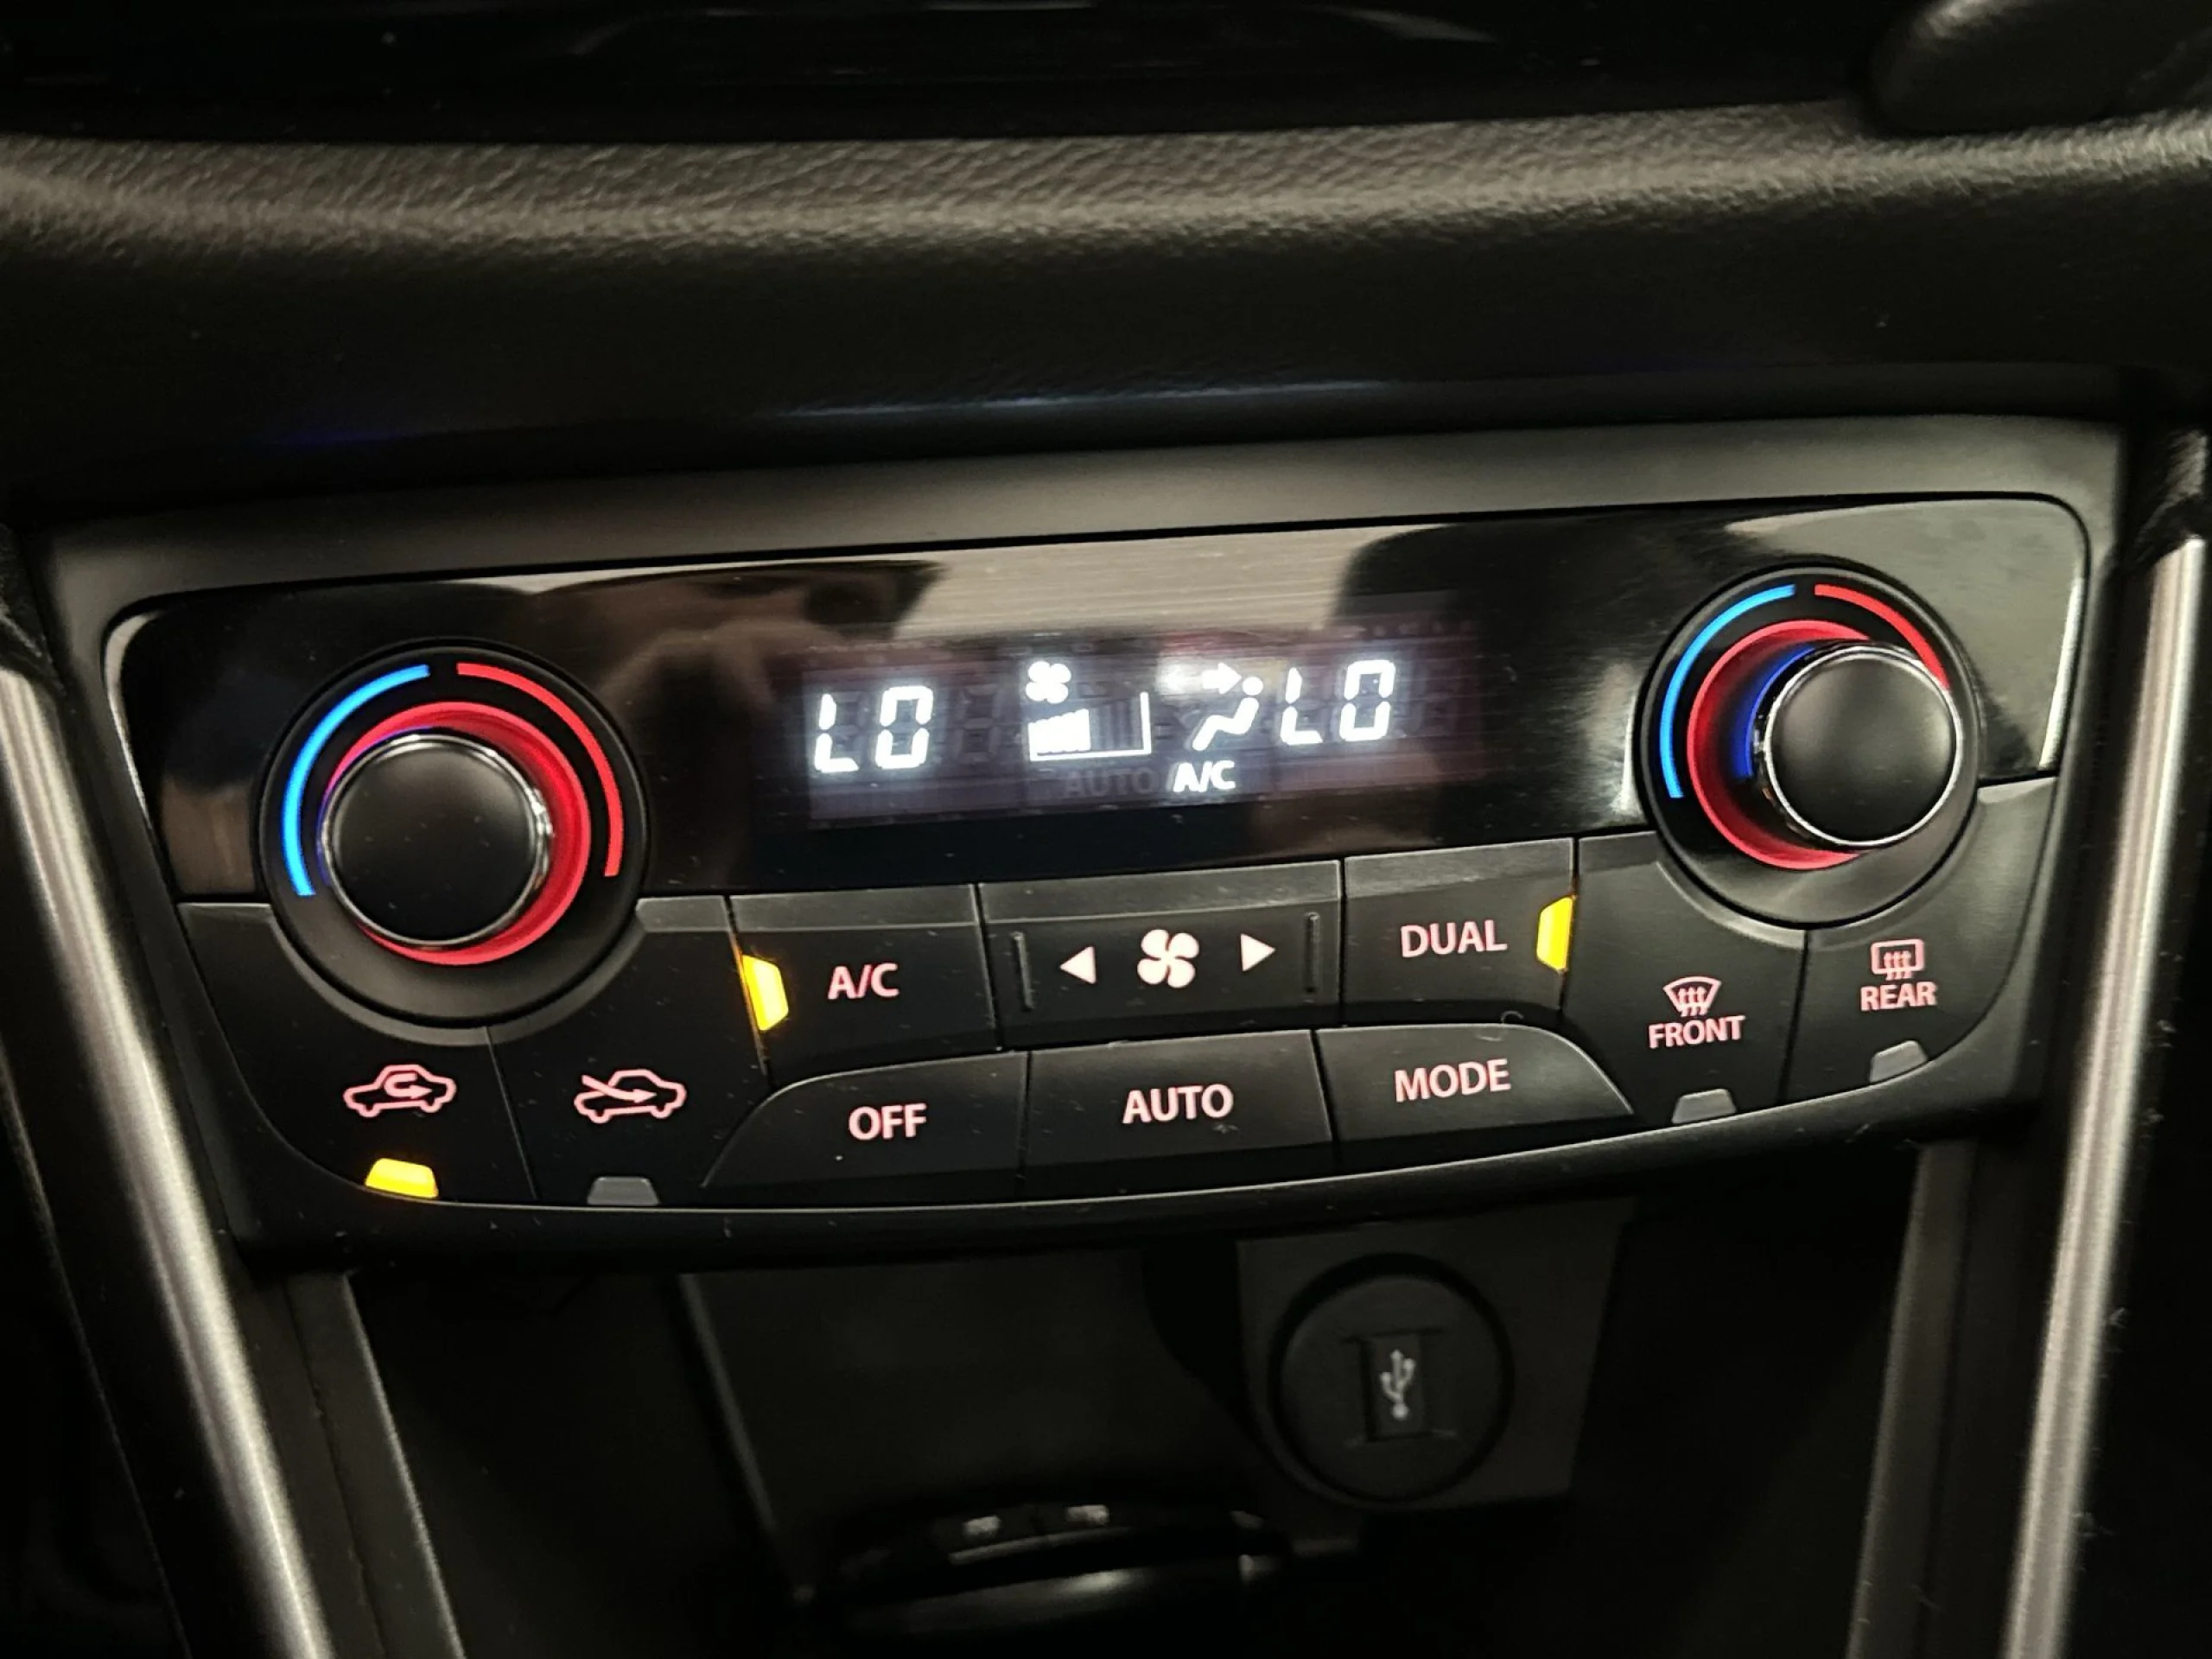 LO LO
AUTO A/C
A/C DUAL
OFF AUTO MODE FRONT REAR